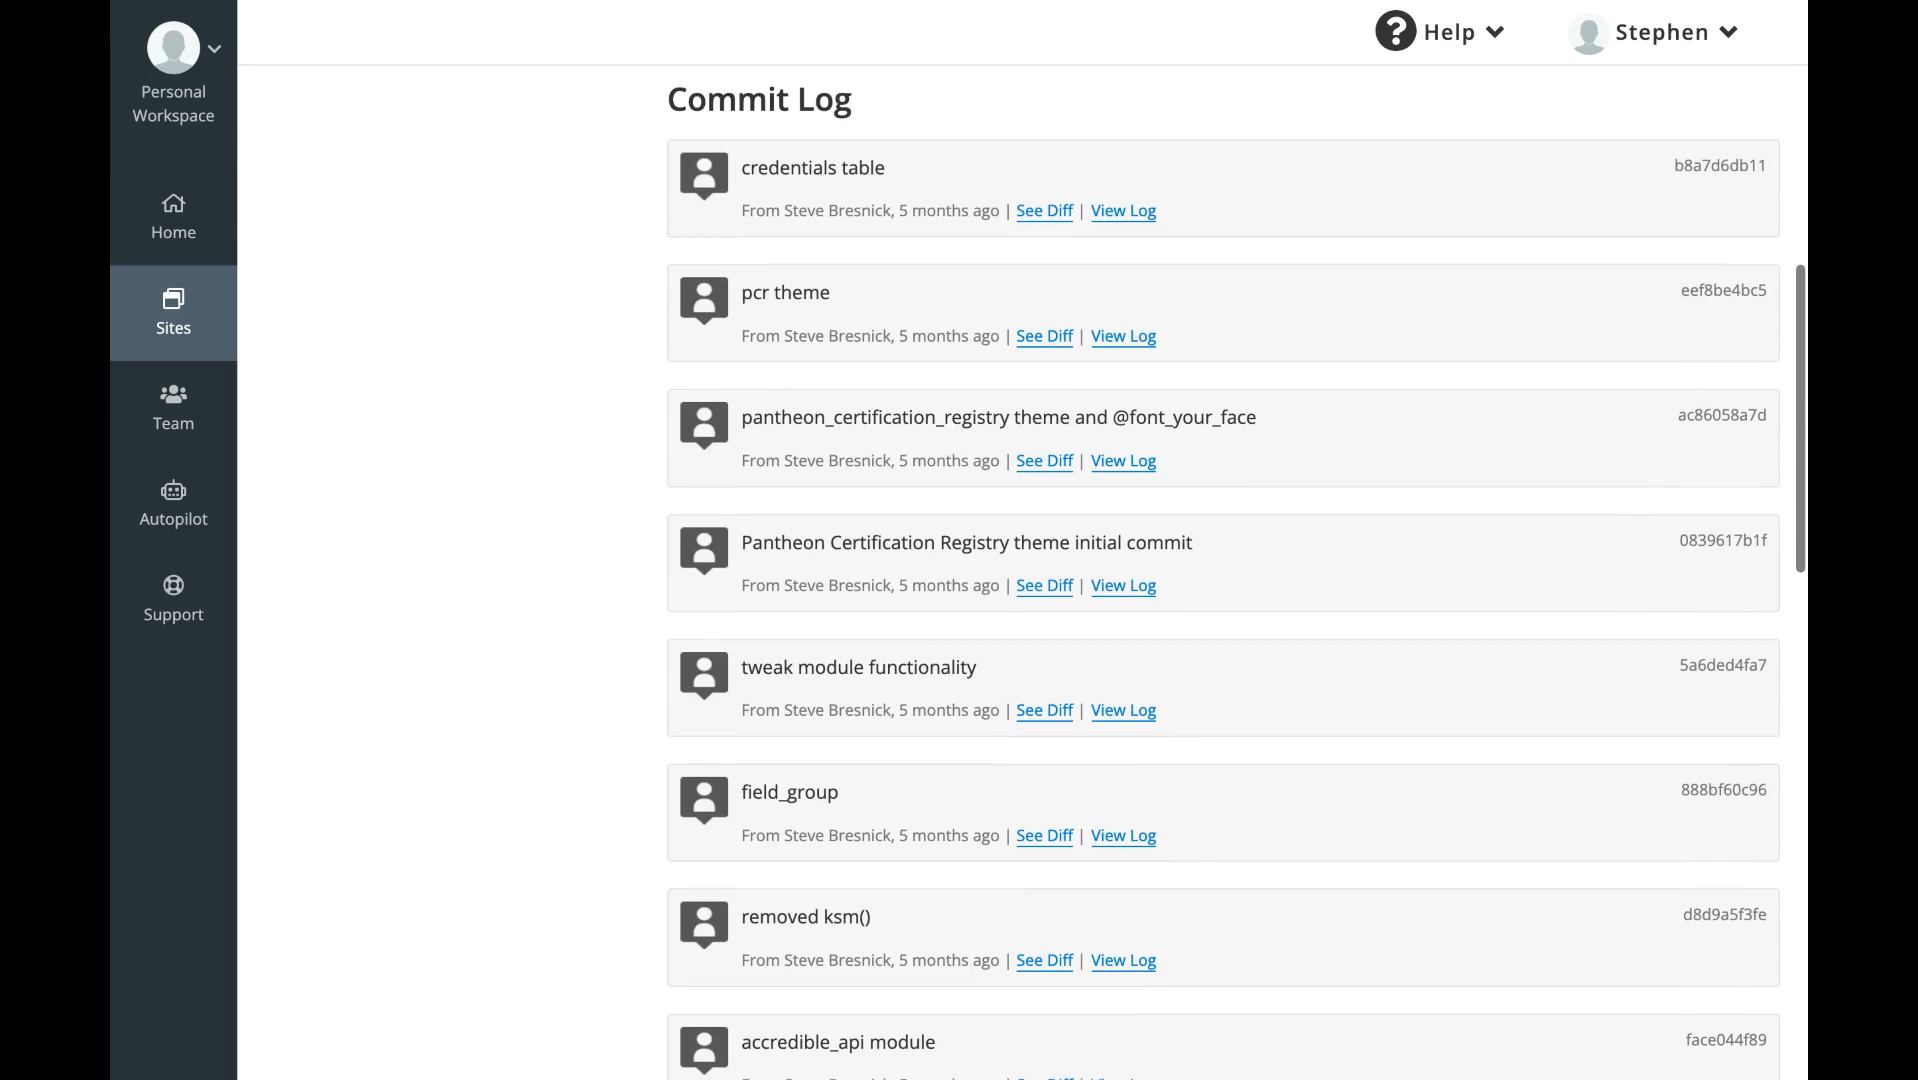 Personal
Workspace
Home
Sites
Team
Autopilot
Support
? Help
Stephen
Commit Log
credentials table
b8a7d6db11
From Steve Bresnick, 5 months ago | See Diff | View Log
pcr theme
eef8be4bc5
From Steve Bresnick, 5 months ago | See Diff | View Log
pantheon_certification_registry theme and @font_your_face
ac86058a7d
From Steve Bresnick, 5 months ago | See Diff | View Log
Pantheon Certification Registry theme initial commit
0839617b1f
From Steve Bresnick, 5 months ago | See Diff | View Log
tweak module functionality
5a6ded4fa7
From Steve Bresnick, 5 months ago | See Diff | View Log
field_group
888bf60c96
From Steve Bresnick, 5 months ago | See Diff | View Log
removed ksm()
d8d9a5f3fe
From Steve Bresnick, 5 months ago | See Diff | View Log
accredible_api module
face044f89